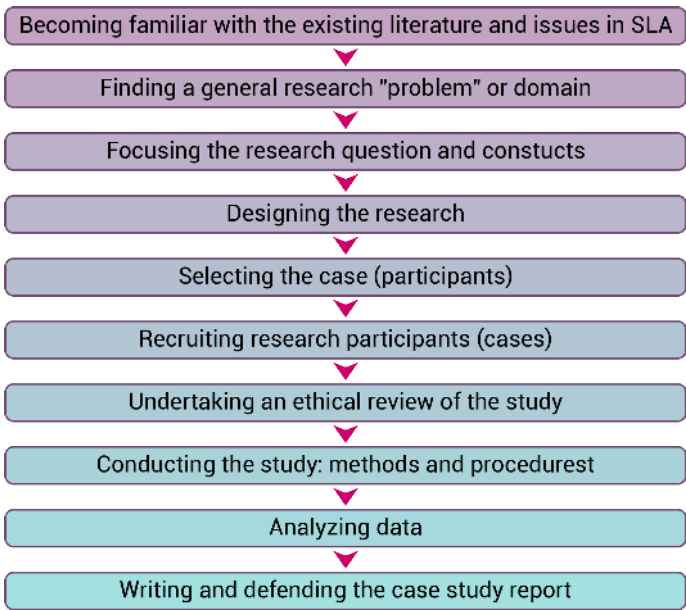 Becoming familiar with the existing literature and issues in SLA
Finding a general research "problem" or domain
Focusing the research question and constucts
Designing the research
Selecting the case (participants)
Recruiting research participants (cases)
Undertaking an ethical review of the study
Conducting the study: methods and procedurest
Analyzing data
Writing and defending the case study report